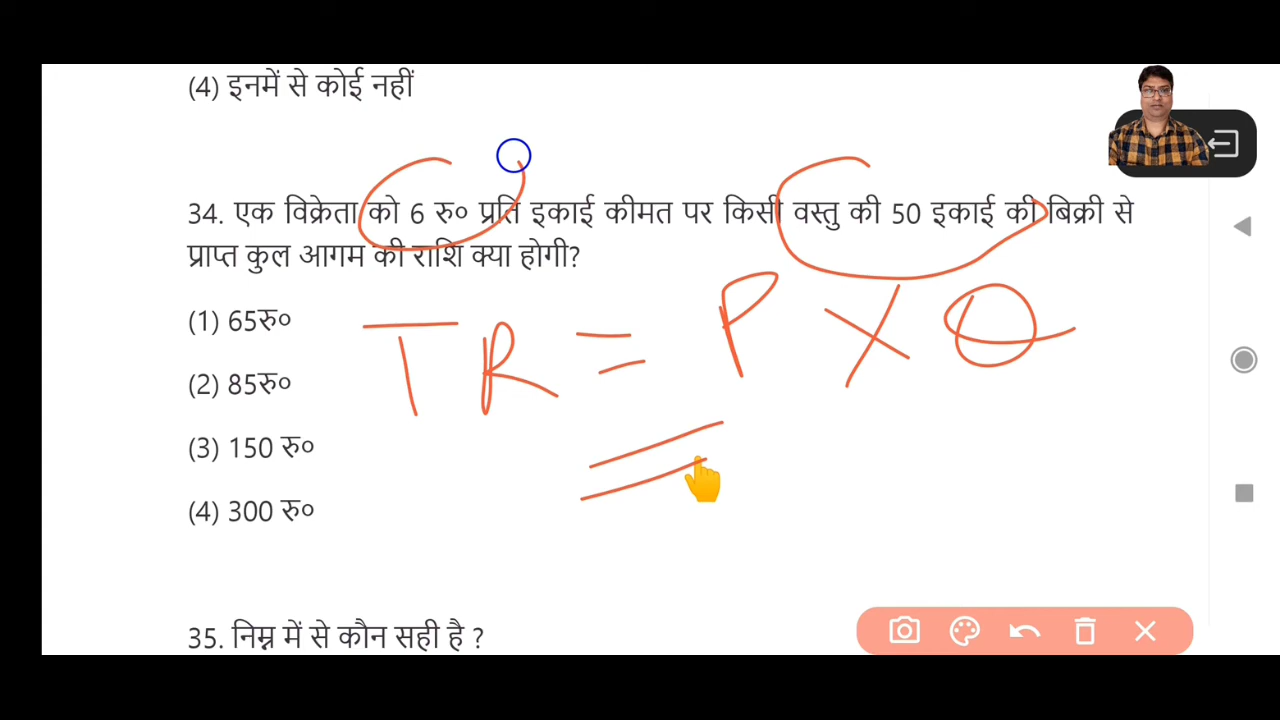 (4) इनमें से कोई नहीं
34. एक विक्रेता को 6 रु० प्रति इकाई कीमत पर किसी वस्तु की 50 इकाई की बिक्री से
प्राप्त कुल आगम की राशि क्या होगी?
(1) 65रु०
TR = P X Q
(2) 85रु०
=
(3) 150 रु०
(4) 300 रु०
35. निम्न में से कौन सही है ?